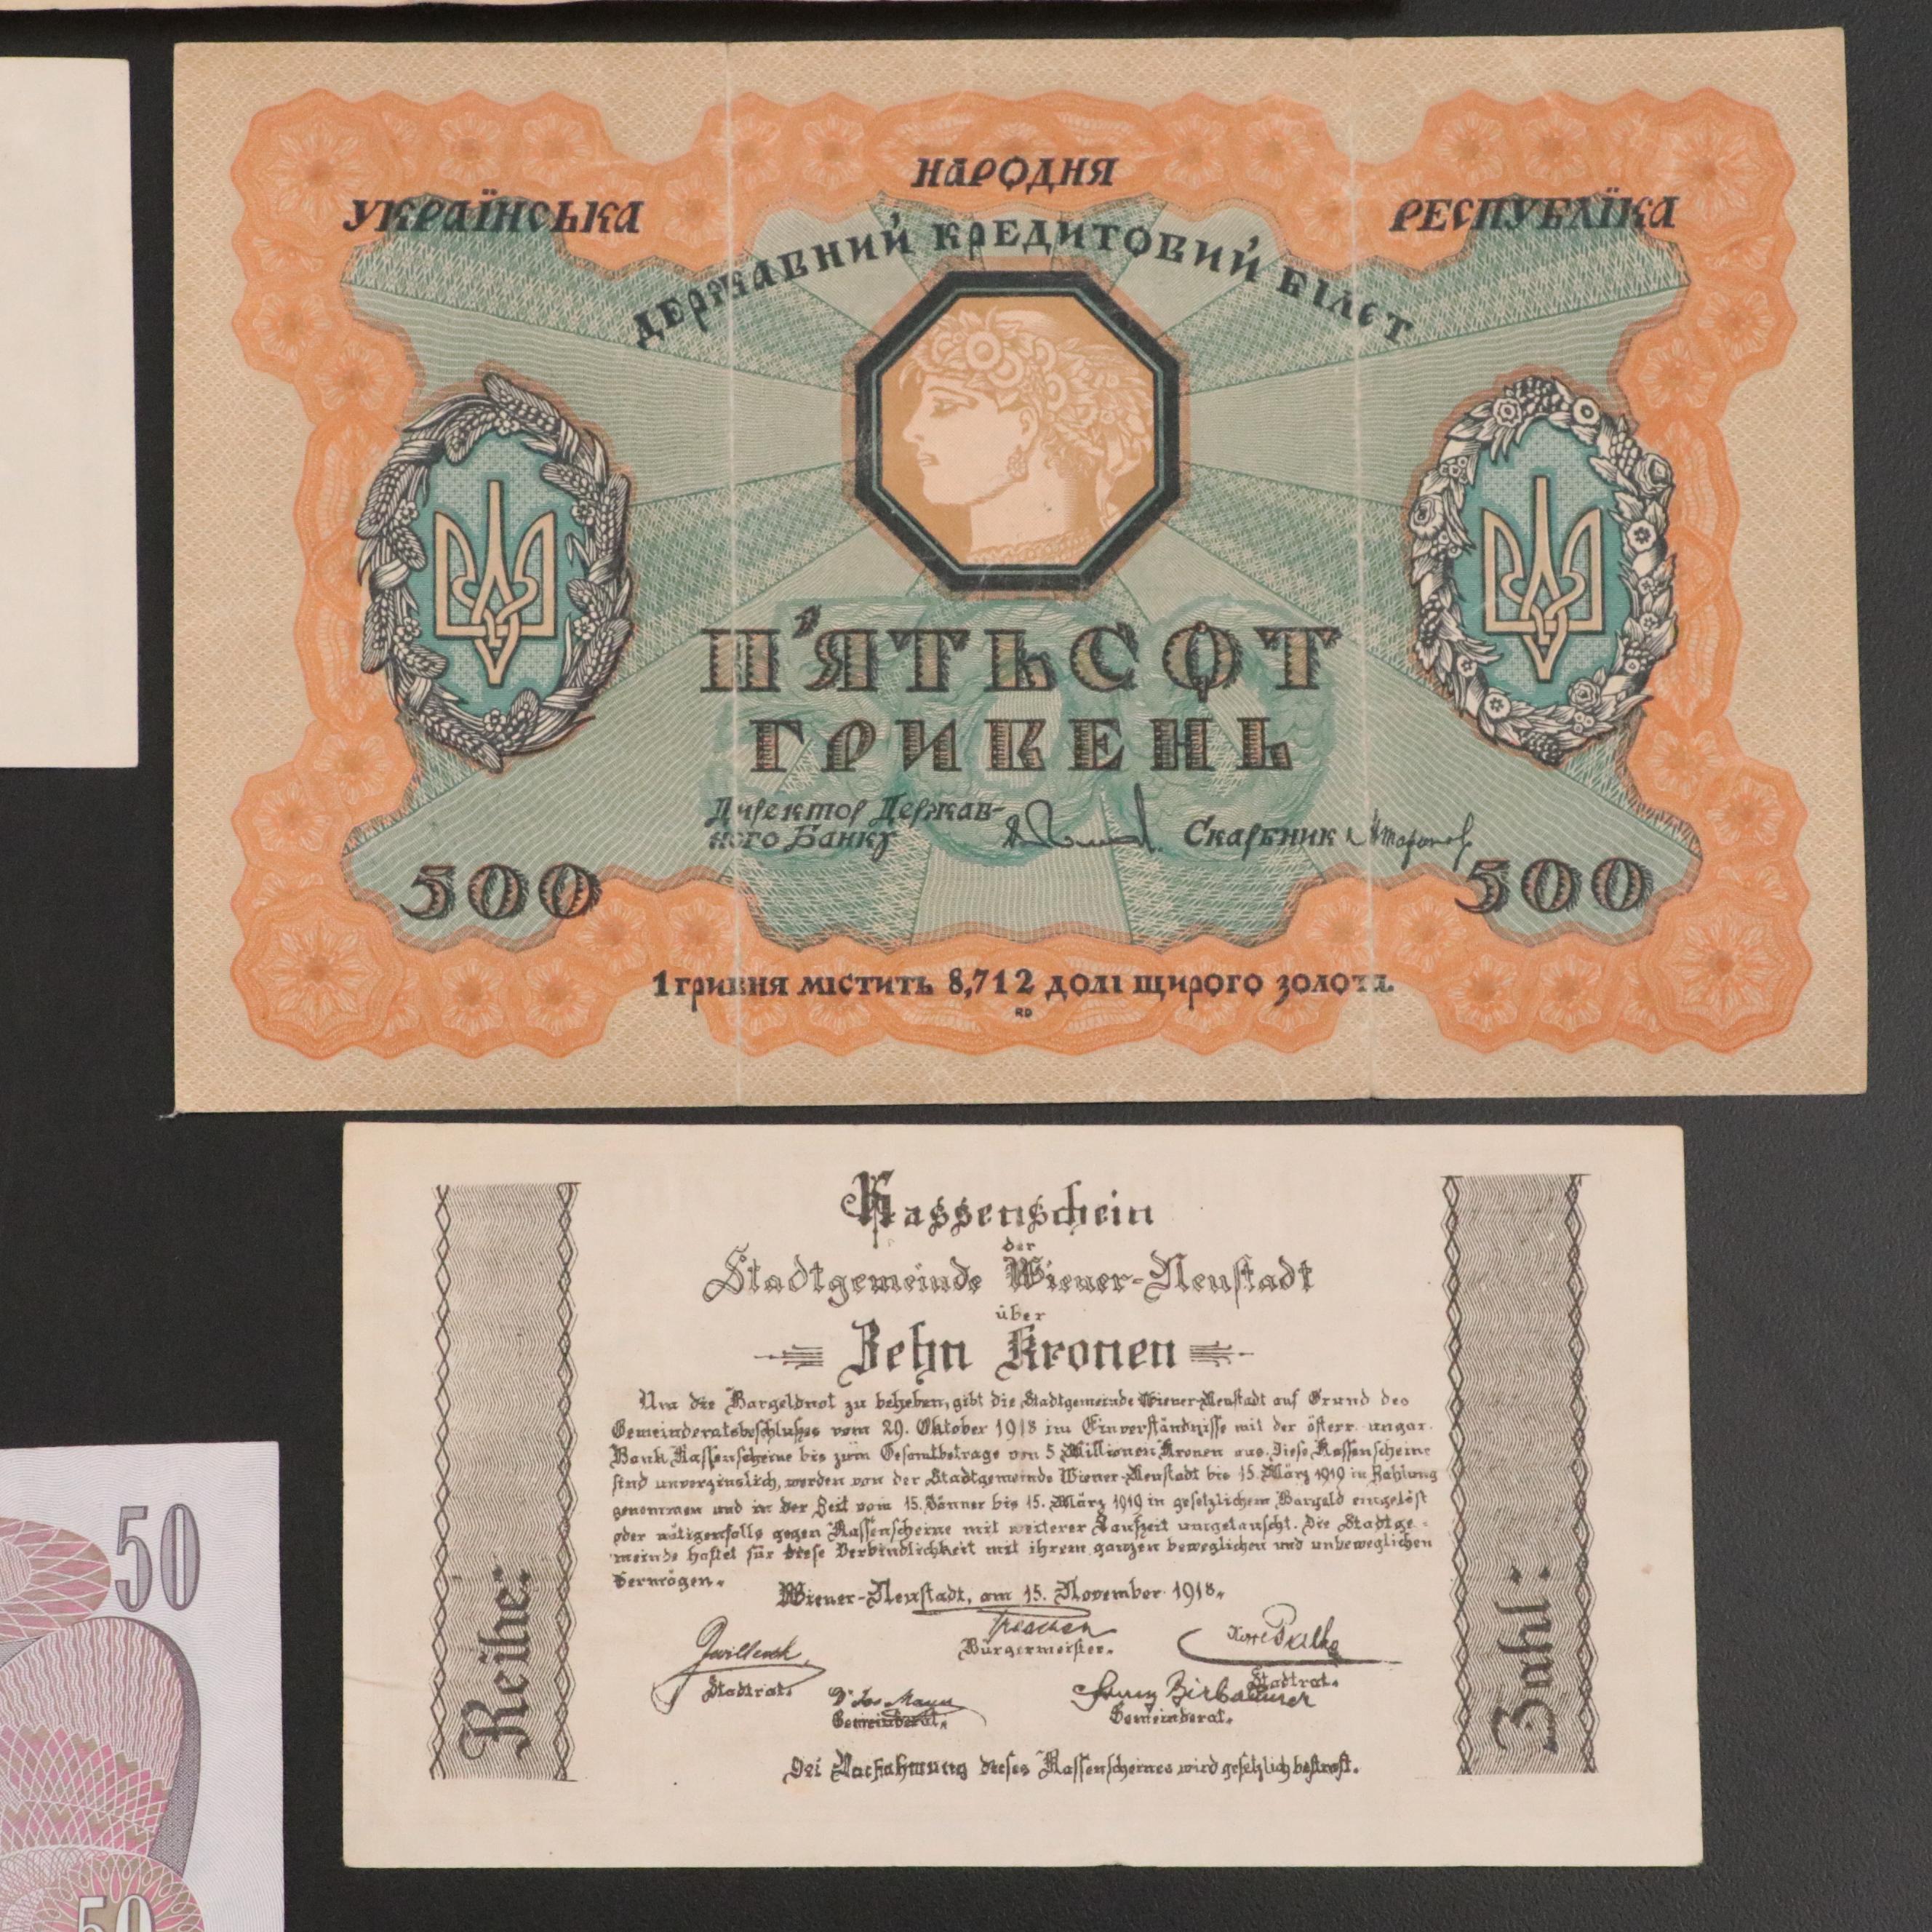 НАРОДНЯ
УКРАЇНСЬКА
РЕСПУБЛЇКА
ДЕРЖАВНИЙ КРЕДИТОВИЙ БІЛЄТ
П'ЯТЬСОТ
ГРИВЕНЬ
Директор Держав-
ного Банку
Скарбник
500
500
1 гривня містить 8,712 долі щирого золота.
RD
Kassenschein
der
Stadtgemeinde Wiener-Neustadt
über
Zehn Kronen
Um die Bargeldnot zu beheben, gibt die Stadtgemeinde Wiener-Neustadt auf Grund des
Gemeinderatsbeschlußes vom 29. Oktober 1918 im Einverständnisse mit der österr. ungar.
Bank Kassenscheine bis zum Gesamtbetrage von 5 Millionen Kronen aus. Diese Kassenscheine
sind unverzinslich, werden von der Stadtgemeinde Wiener-Neustadt bis 15. März 1919 in Zahlung
genommen und in der Zeit vom 15. Jänner bis 15. März 1919 in gesetzlichem Bargeld eingelöst
oder nötigenfalls gegen Kassenscheine mit weiterer Laufzeit umgetauscht. Die Stadtge-
meinde haftet für diese Verbindlichkeit mit ihrem ganzen beweglichen und unbeweglichen
Vermögen.
Wiener-Neustadt, am 15. November 1918.
Bürgermeister.
Stadtrat.
Stadtrat.
Gemeinderat.
Gemeinderat.
Bei Nachahmung dieses Kassenscheines wird gesetzlich bestraft.
Reihe:
Zahl:
50
50